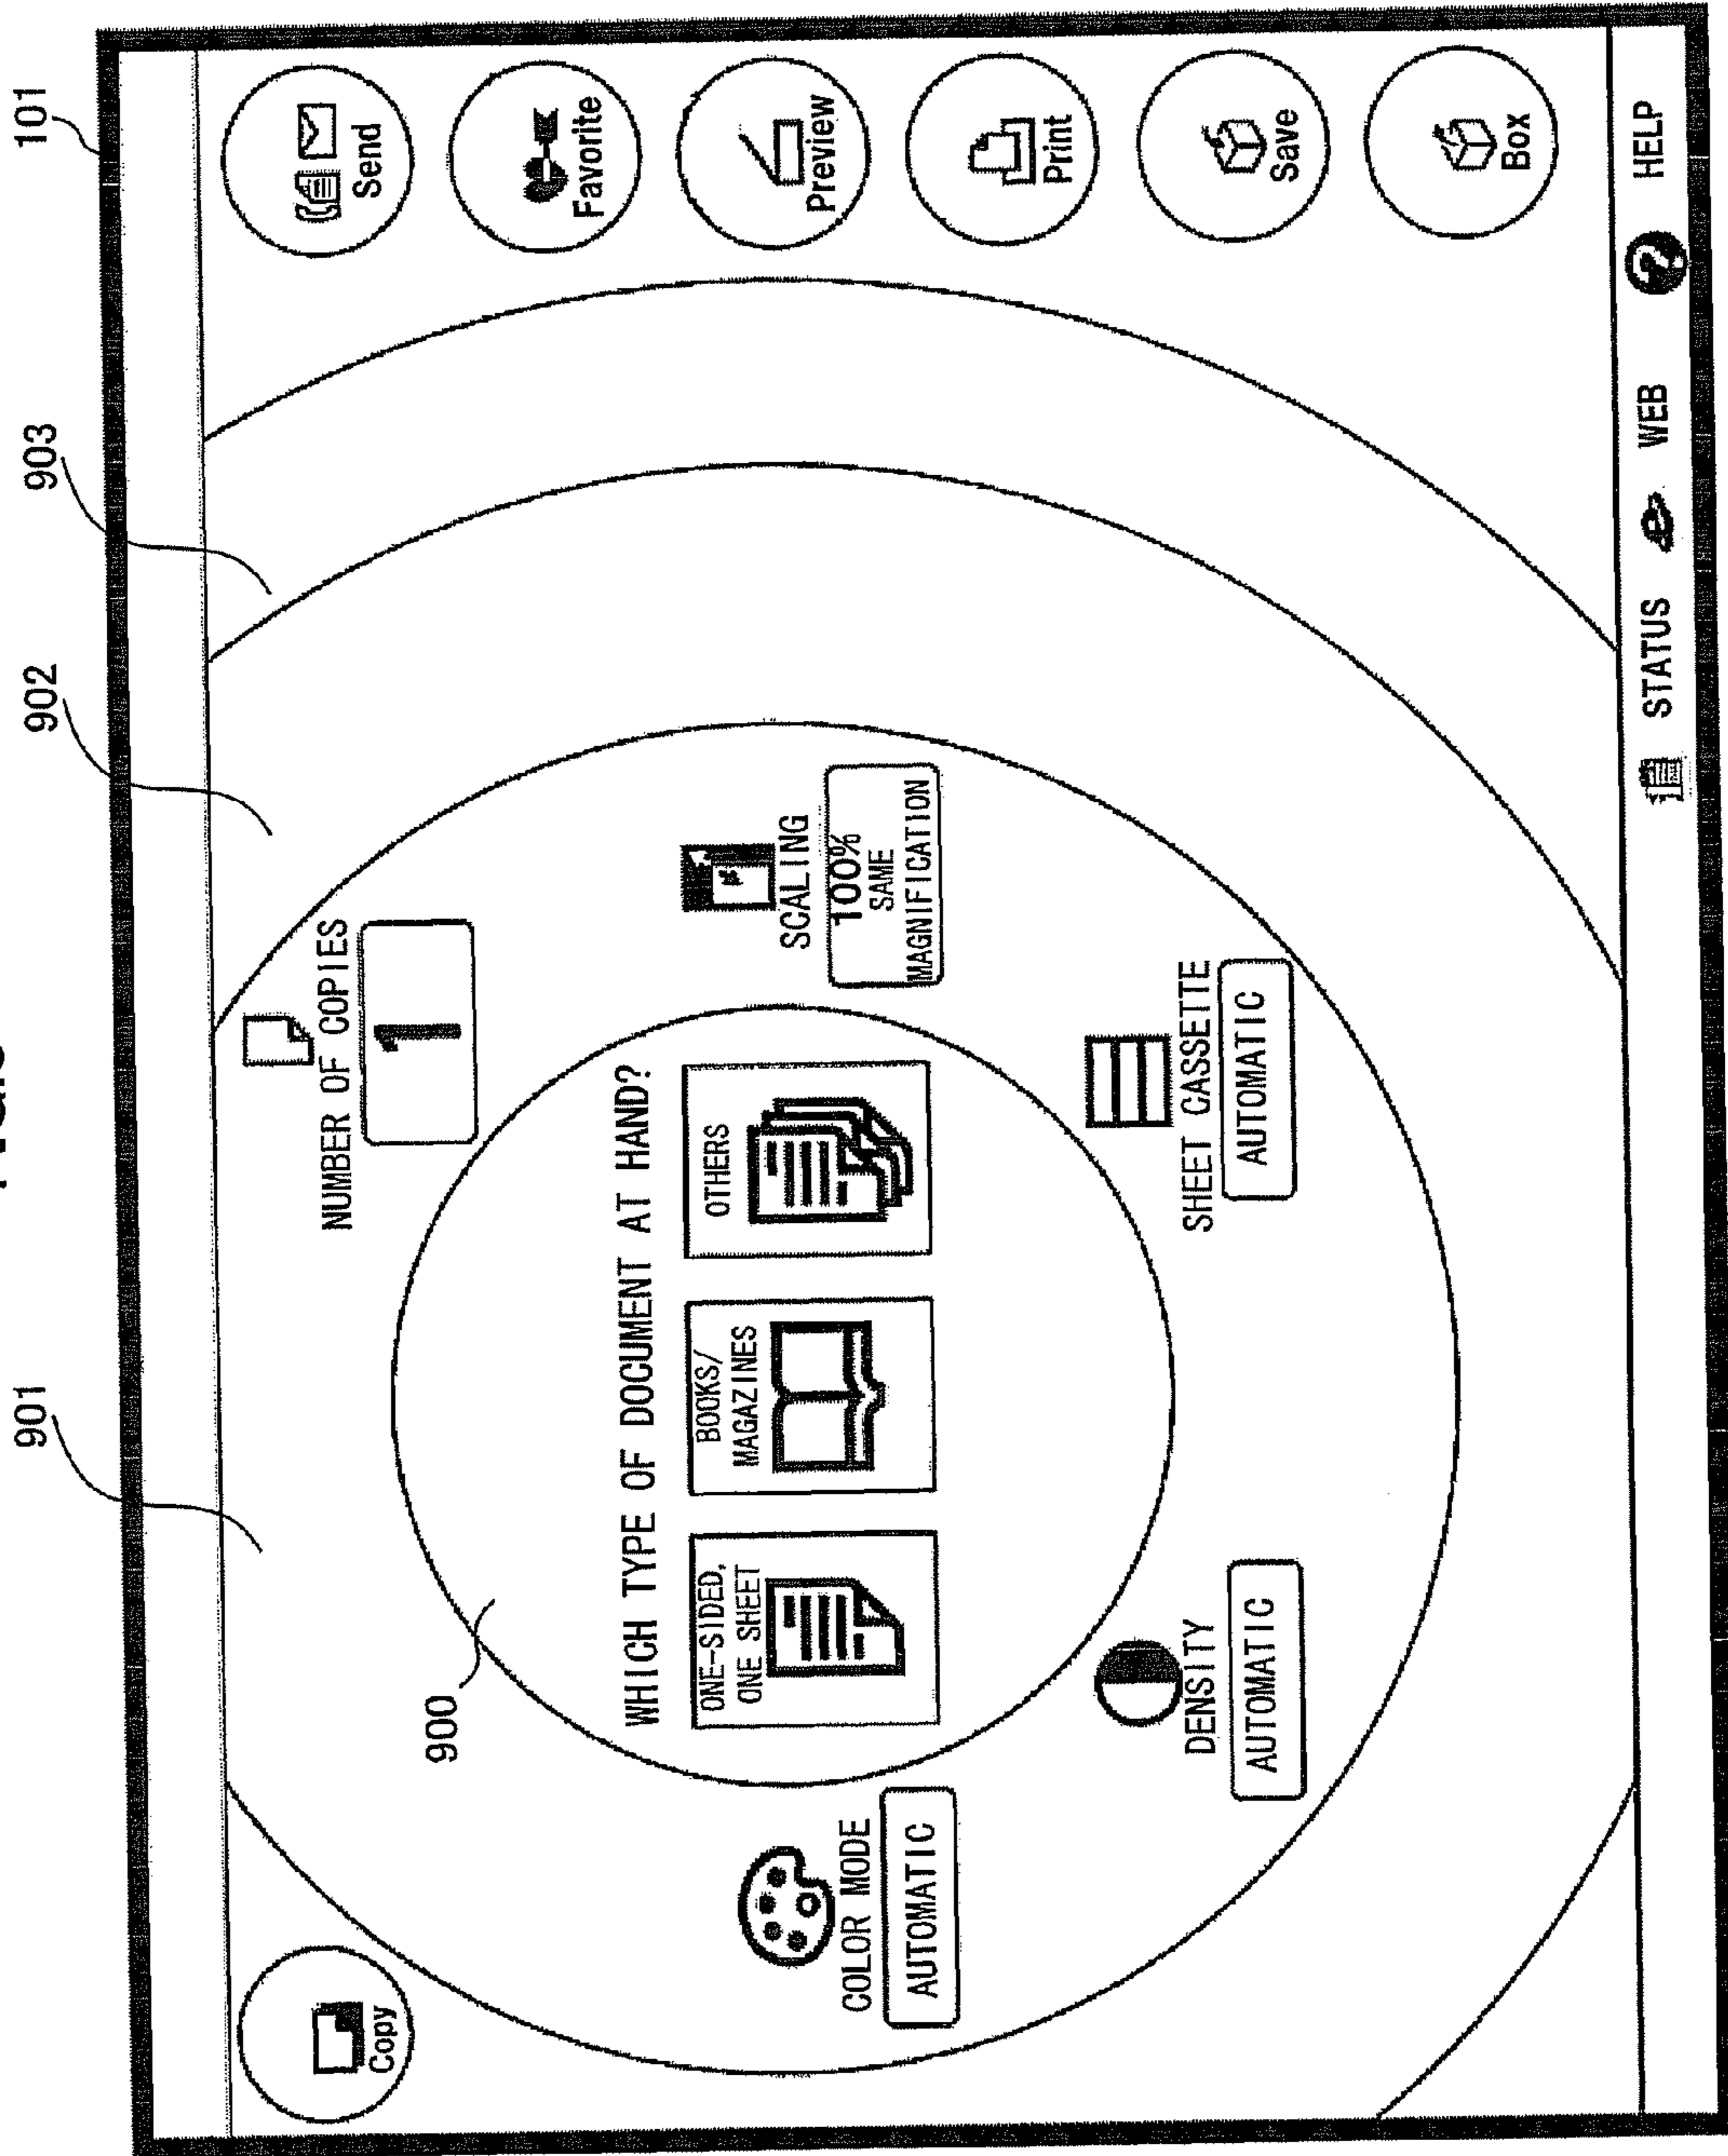 101
903
902
901
Copy
Send
Favorite
Preview
Print
Save
Box
NUMBER OF COPIES
1
900
WHICH TYPE OF DOCUMENT AT HAND?
ONE-SIDED,
ONE SHEET
BOOKS/
MAGAZINES
OTHERS
SCALING
100%
SAME
MAGNIFICATION
COLOR MODE
AUTOMATIC
DENSITY
AUTOMATIC
SHEET CASSETTE
AUTOMATIC
STATUS
WEB
? HELP